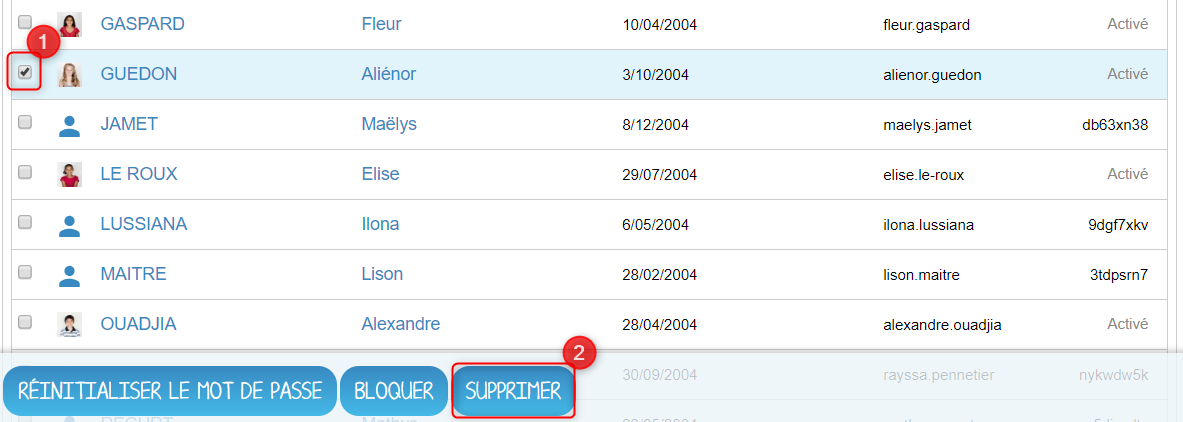 GASPARD Fleur 10/04/2004 fleur.gaspard Activé
1
GUEDON Aliénor 3/10/2004 alienor.guedon Activé
JAMET Maëlys 8/12/2004 maelys.jamet db63xn38
LE ROUX Elise 29/07/2004 elise.le-roux Activé
LUSSIANA Ilona 6/05/2004 ilona.lussiana 9dgf7xkv
MAITRE Lison 28/02/2004 lison.maitre 3tdpsrn7
OUADJIA Alexandre 28/04/2004 alexandre.ouadjia Activé
2
30/09/2004 rayssa.pennetier nykwdw5k
RÉINITIALISER LE MOT DE PASSE BLOQUER SUPPRIMER